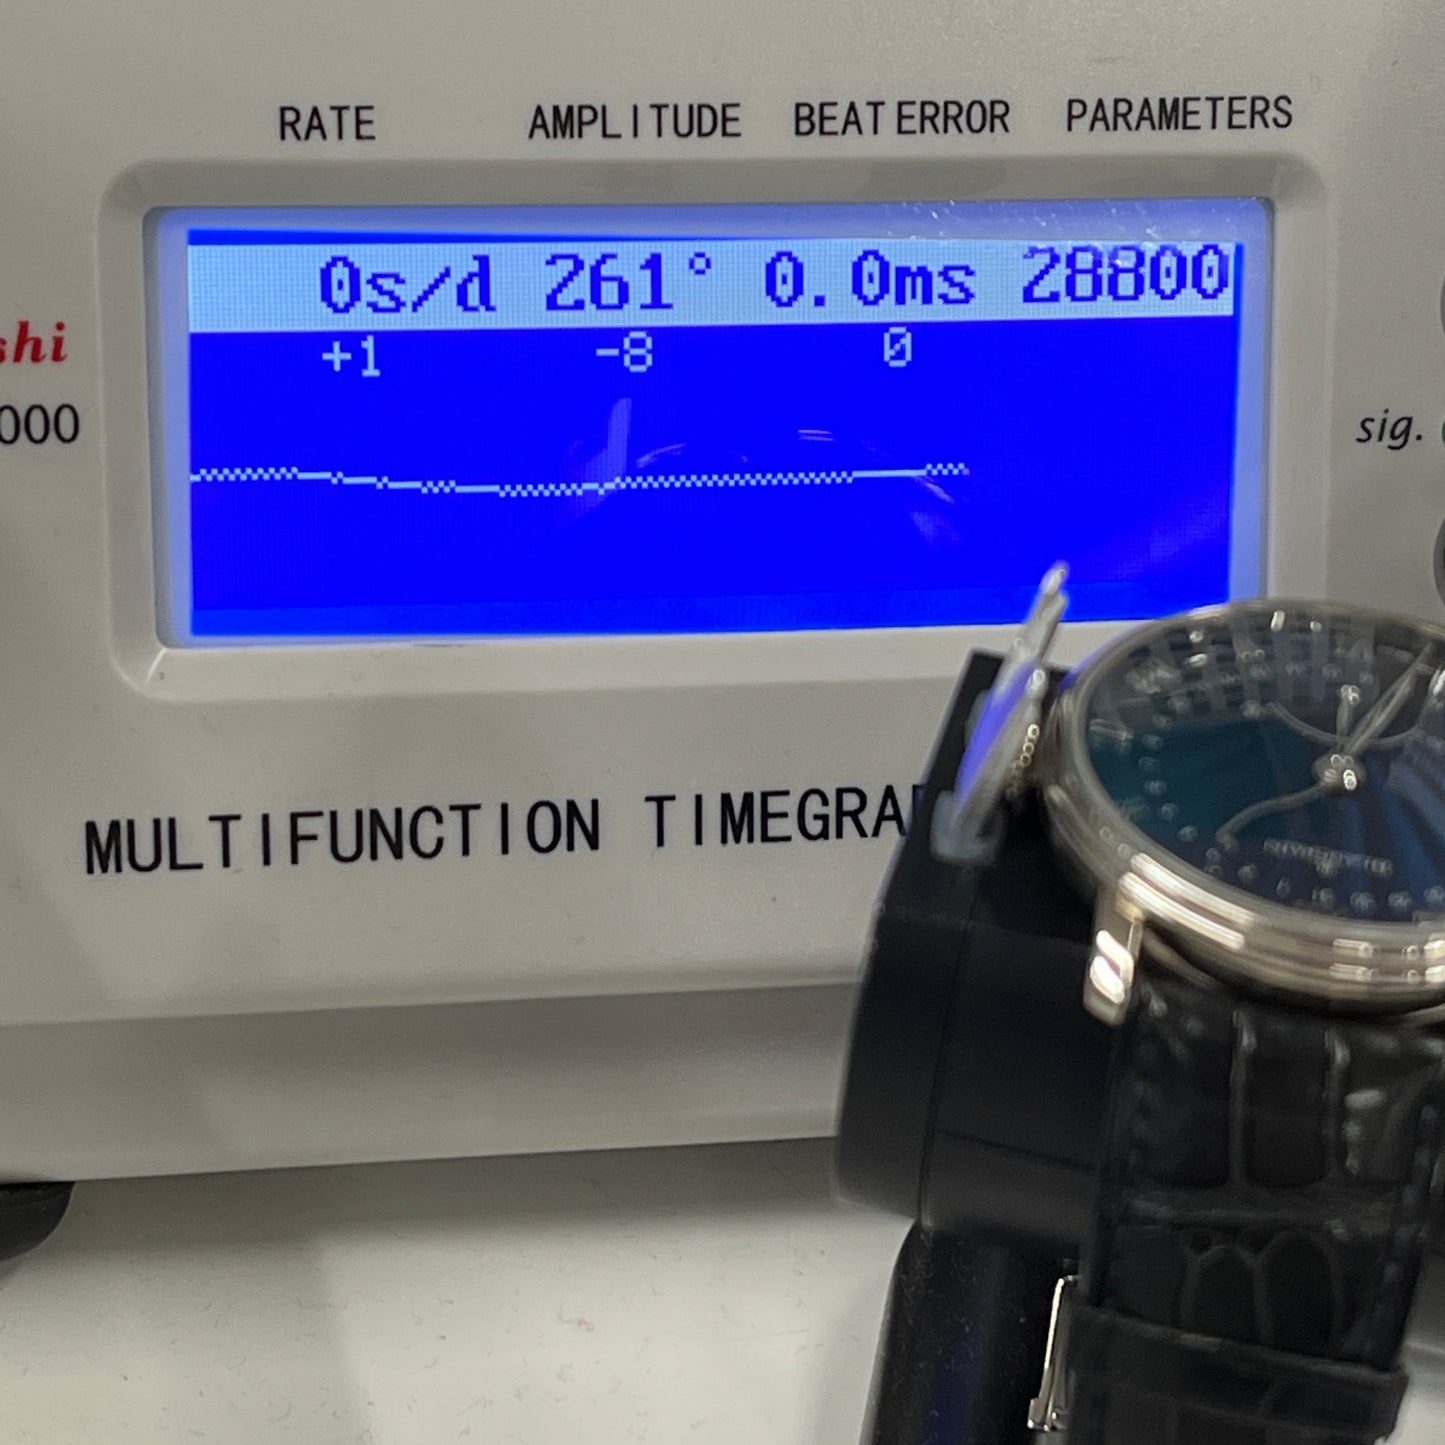 RATE AMPLITUDE BEAT ERROR PARAMETERS
0s/d 261° 0.0ms 28800
+1 -8 0
shi
000
sig.
MULTIFUNCTION TIMEGRA